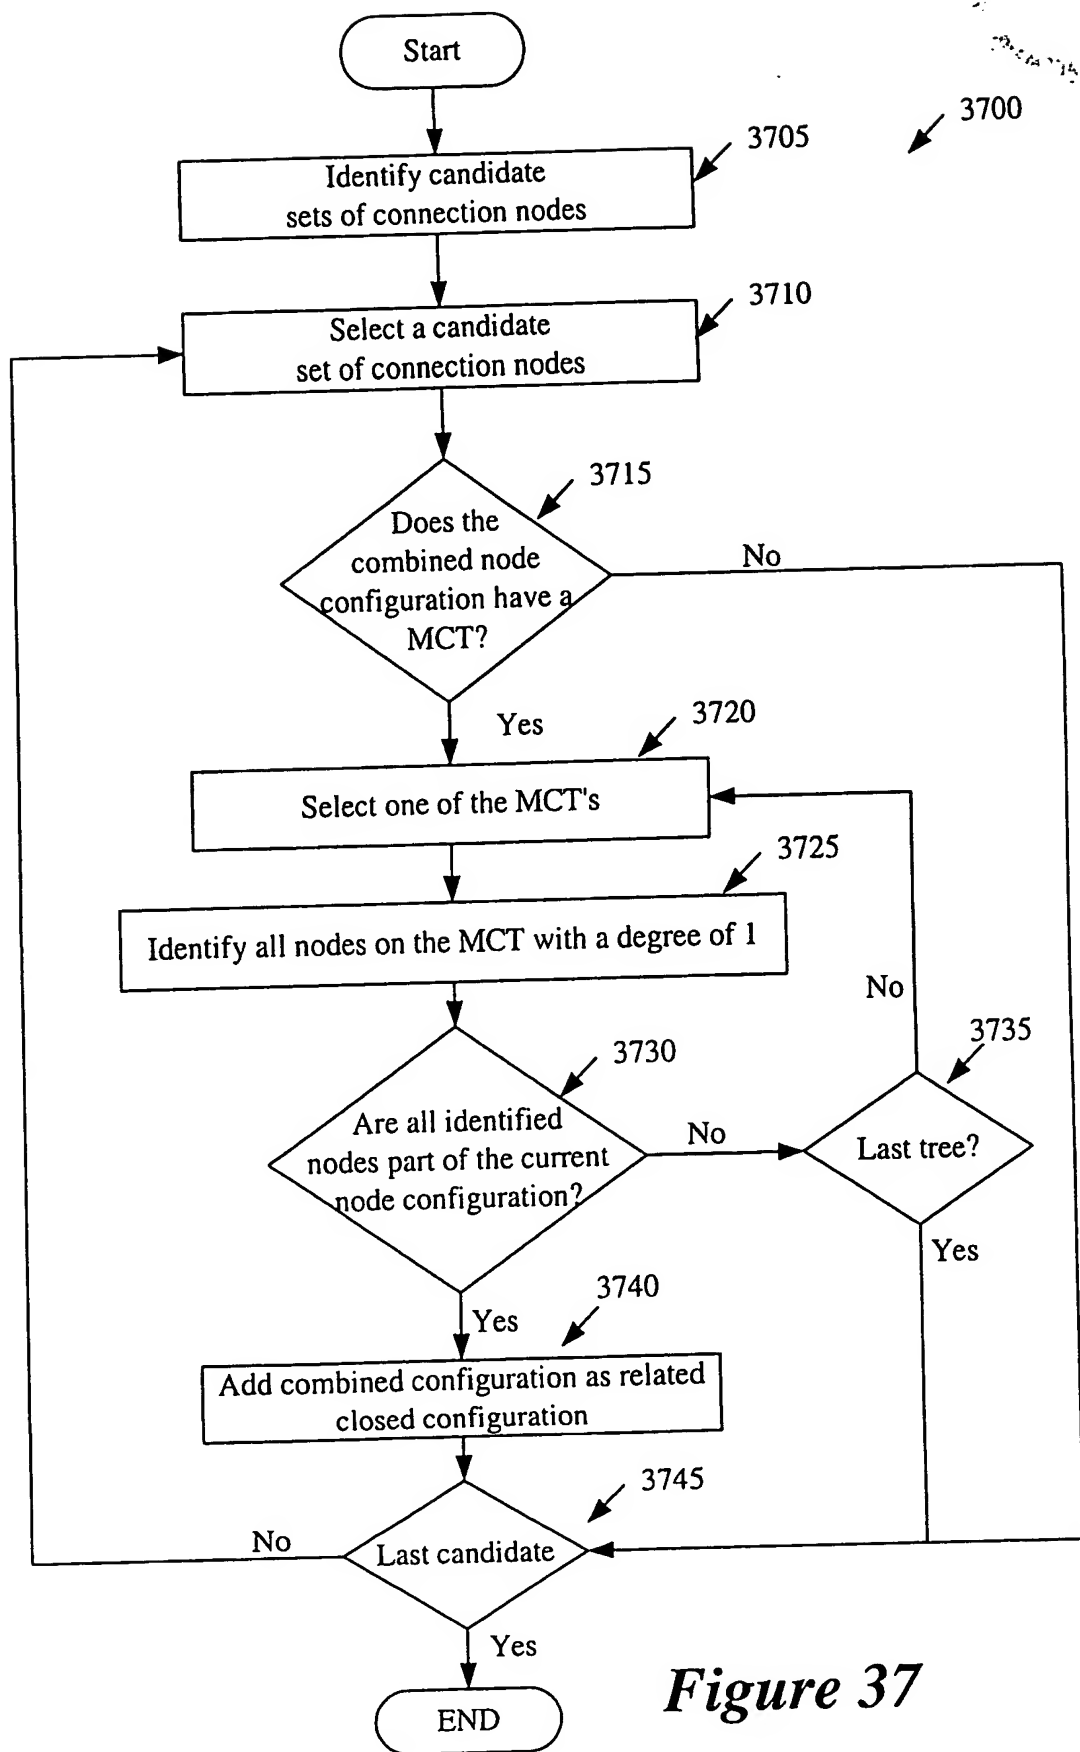 Start
3700
3705
Identify candidate
sets of connection nodes
3710
Select a candidate
set of connection nodes
3715
Does the
combined node
configuration have a
MCT?
No
Yes
3720
Select one of the MCT's
3725
Identify all nodes on the MCT with a degree of 1
No
3735
3730
Are all identified
nodes part of the current
node configuration?
No
Last tree?
Yes
3740
Yes
Add combined configuration as related
closed configuration
3745
No
Last candidate
Yes
END
Figure 37